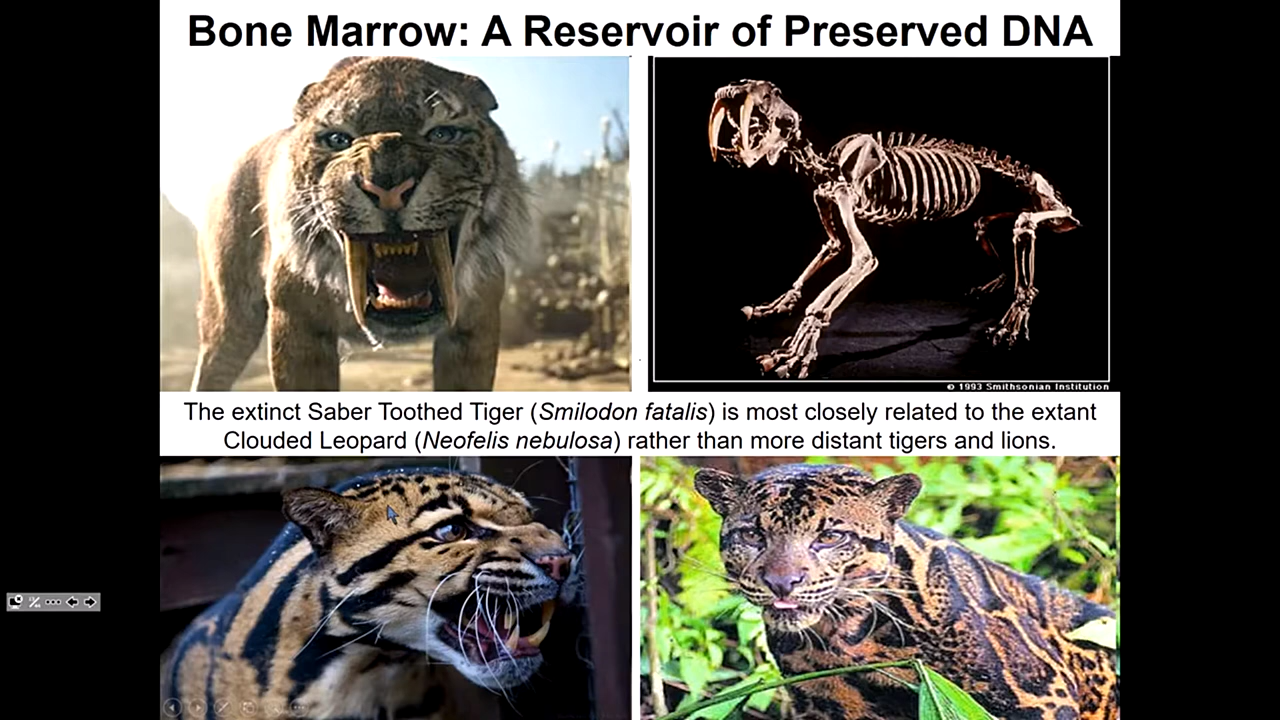 Bone Marrow: A Reservoir of Preserved DNA
© 1993 Smithsonian Institution
The extinct Saber Toothed Tiger (Smilodon fatalis) is most closely related to the extant
Clouded Leopard (Neofelis nebulosa) rather than more distant tigers and lions.